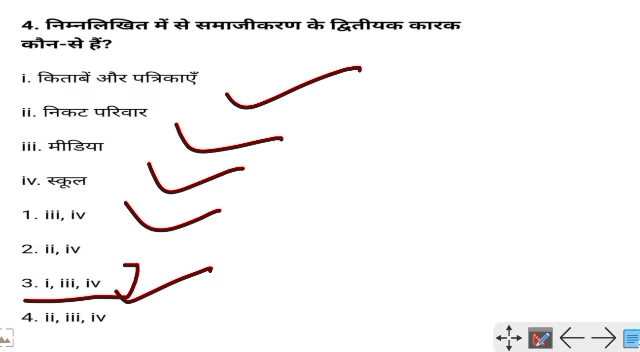 4. निम्नलिखित में से समाजीकरण के द्वितीयक कारक
कौन-से हैं?
i. किताबें और पत्रिकाएँ
ii. निकट परिवार
iii. मीडिया
iv. स्कूल
1. iii, iv
2. ii, iv
3. i, iii, iv
4. ii, iii, iv